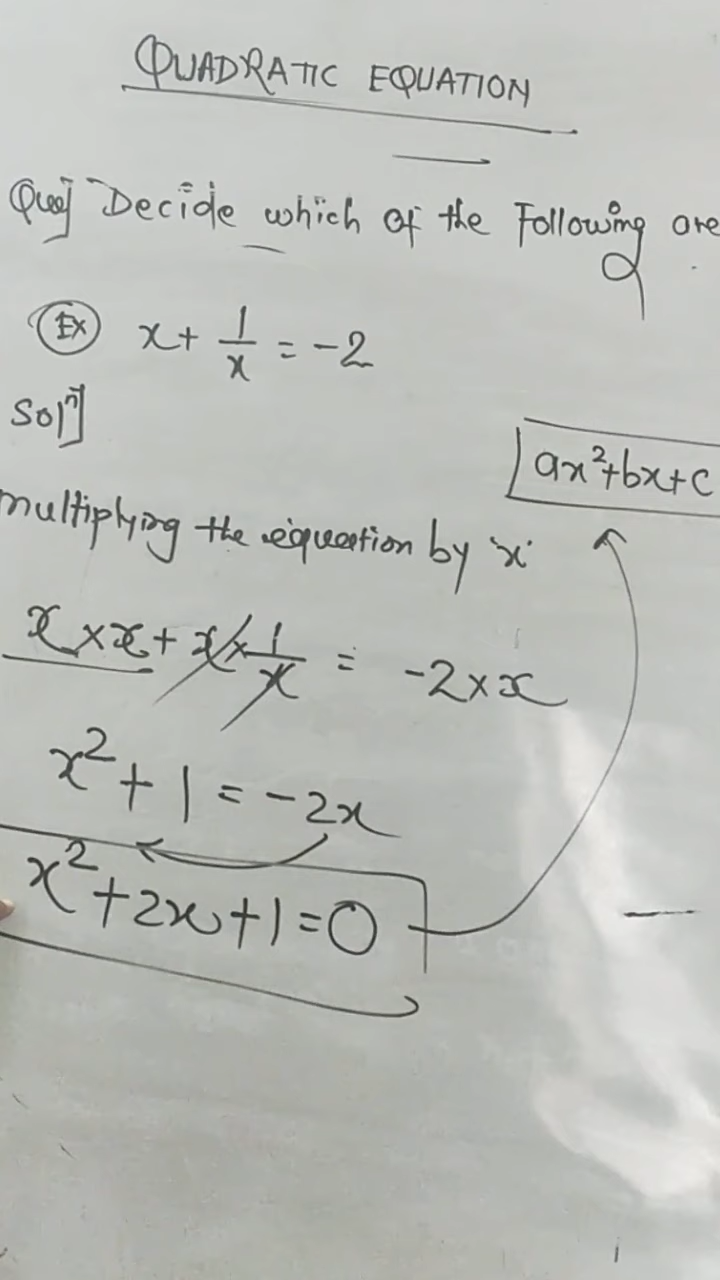 QUADRATIC EQUATION
Que] Decide which of the Following are
Ex x + 1/x = -2
Solⁿ]
ax²+bx+c
multiplying the equation by 'x'
x × x + x × 1/x = -2 × x
x² + 1 = -2x
x² + 2x + 1 = 0